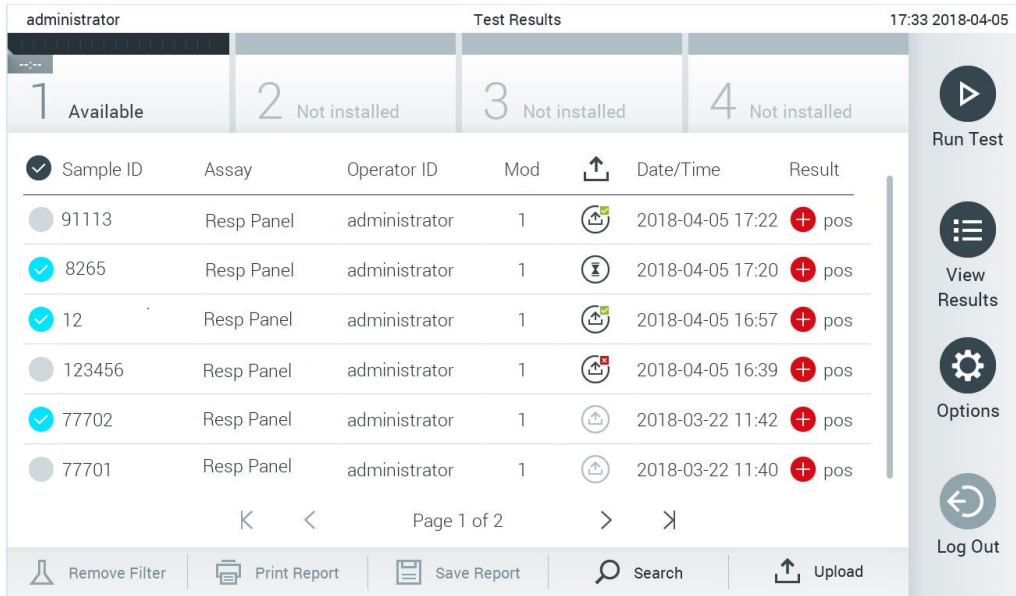 administrator Test Results 17:33 2018-04-05
--:--
1 Available 2 Not installed 3 Not installed 4 Not installed
Run Test
Sample ID Assay Operator ID Mod Date/Time Result
91113 Resp Panel administrator 1 2018-04-05 17:22 pos
8265 Resp Panel administrator 1 2018-04-05 17:20 pos
12 Resp Panel administrator 1 2018-04-05 16:57 pos
123456 Resp Panel administrator 1 2018-04-05 16:39 pos
77702 Resp Panel administrator 1 2018-03-22 11:42 pos
77701 Resp Panel administrator 1 2018-03-22 11:40 pos
Page 1 of 2
View
Results
Options
Log Out
Remove Filter Print Report Save Report Search Upload